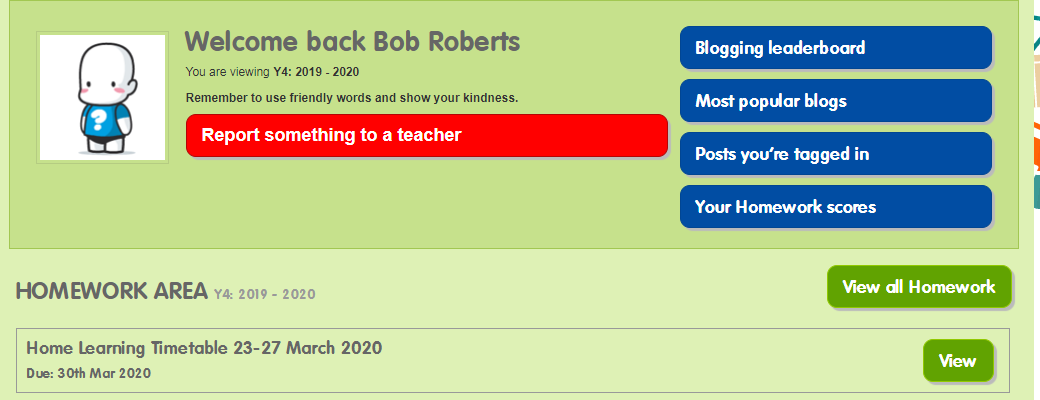 Welcome back Bob Roberts
You are viewing Y4: 2019 - 2020
Remember to use friendly words and show your kindness.
Report something to a teacher
Blogging leaderboard
Most popular blogs
Posts you're tagged in
Your Homework scores
?
HOMEWORK AREA Y4: 2019 - 2020
View all Homework
Home Learning Timetable 23-27 March 2020
Due: 30th Mar 2020
View